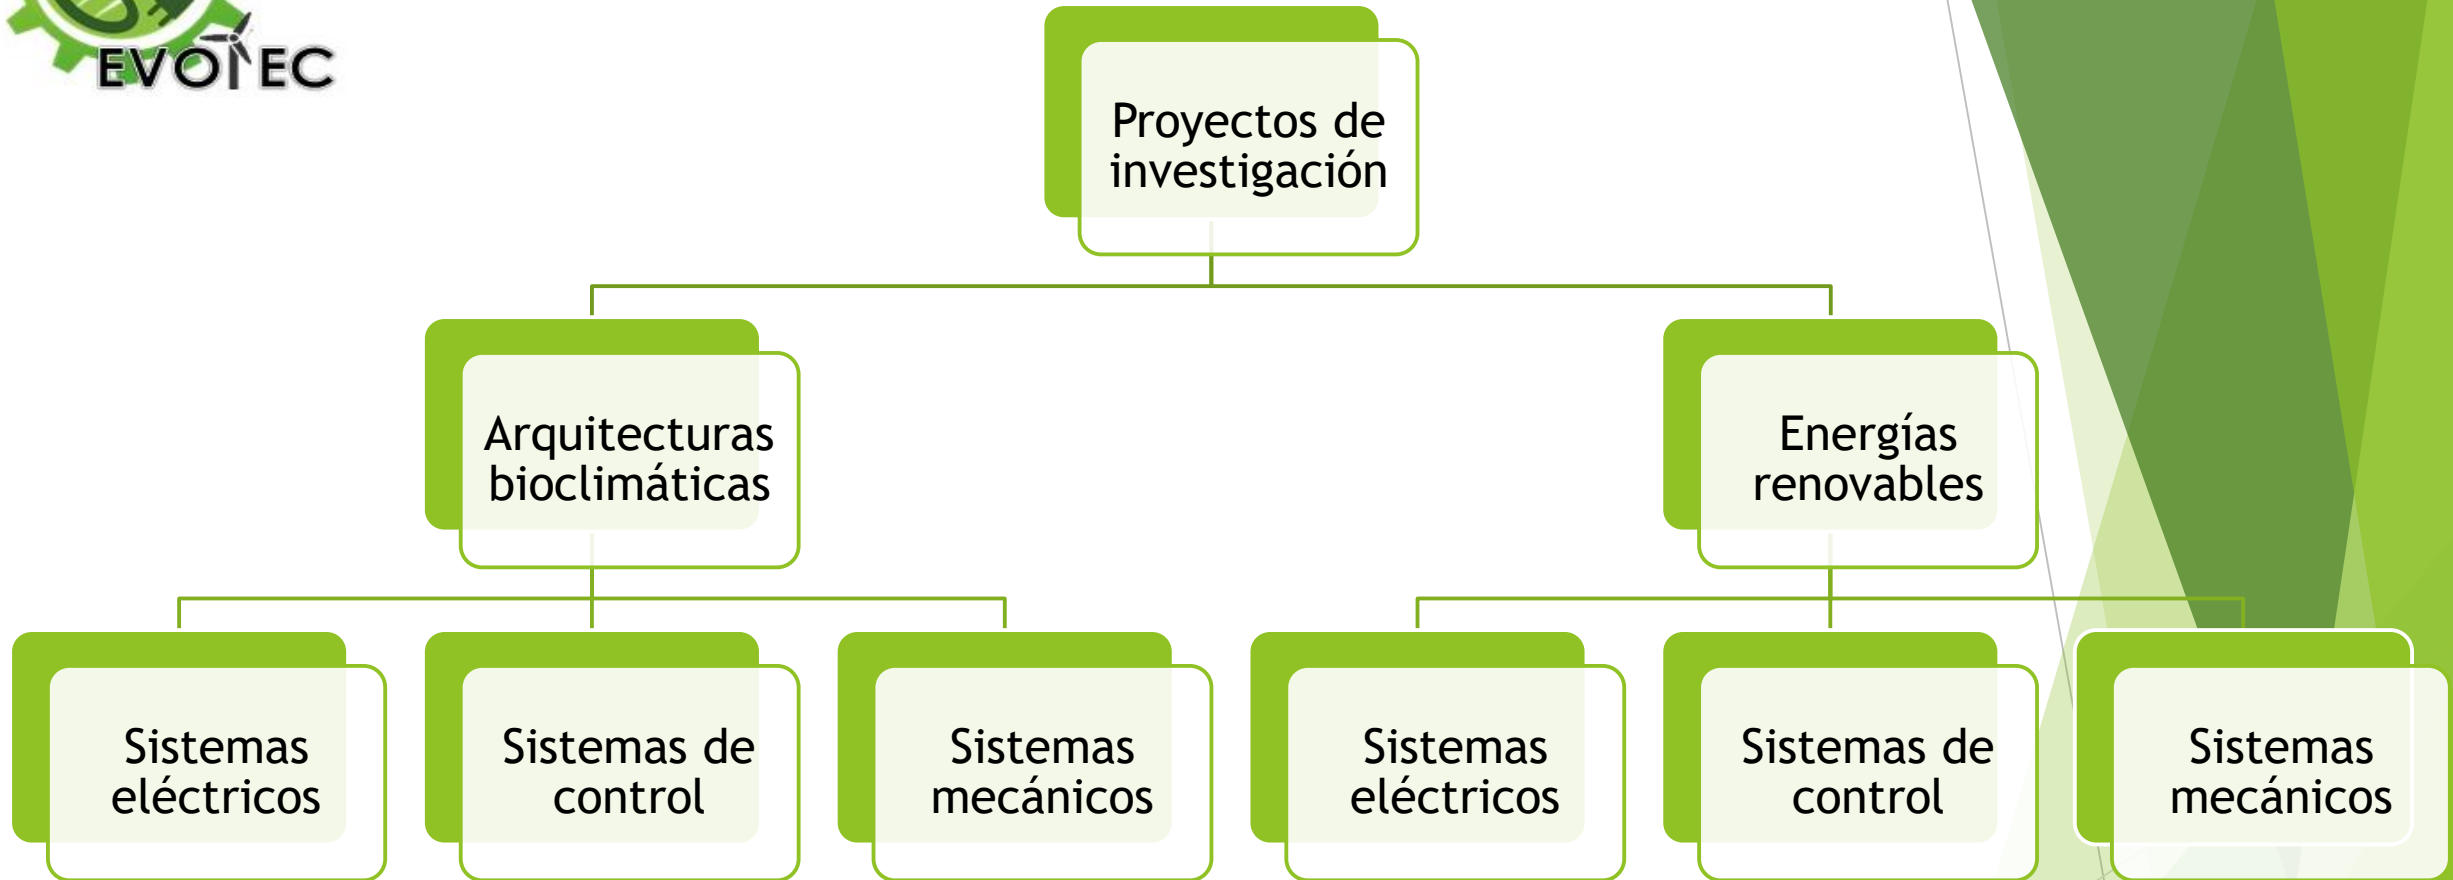 EVOTEC
Proyectos de
investigación
Arquitecturas
bioclimáticas
Energías
renovables
Sistemas
eléctricos
Sistemas de
control
Sistemas
mecánicos
Sistemas
eléctricos
Sistemas de
control
Sistemas
mecánicos